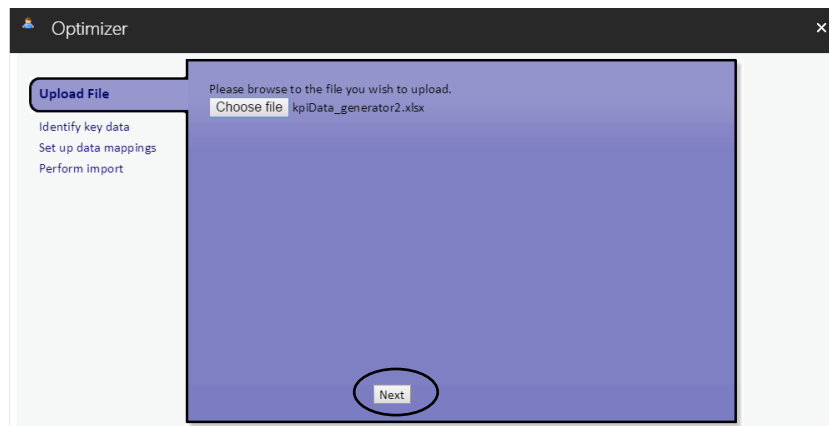 Optimizer
×
Upload File
Identify key data
Set up data mappings
Perform import
Please browse to the file you wish to upload.
Choose file kpiData_generator2.xlsx
Next